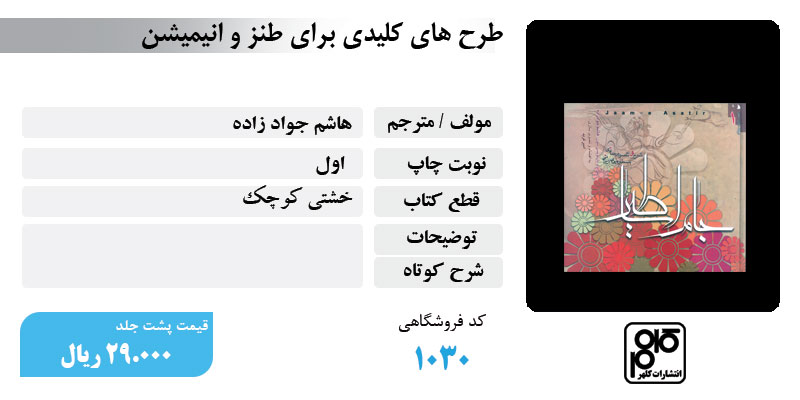 طرح های کلیدی برای طنز و انیمیشن
مولف / مترجم
هاشم جواد زاده
نوبت چاپ
اول
قطع کتاب
خشتی کوچک
توضیحات
شرح کوتاه
کد فروشگاهی
۱۰۳۰
قیمت پشت جلد
۲۹.۰۰۰ ریال
Jaam-e Asatir
جام اساطیر
انتشارات گلهر